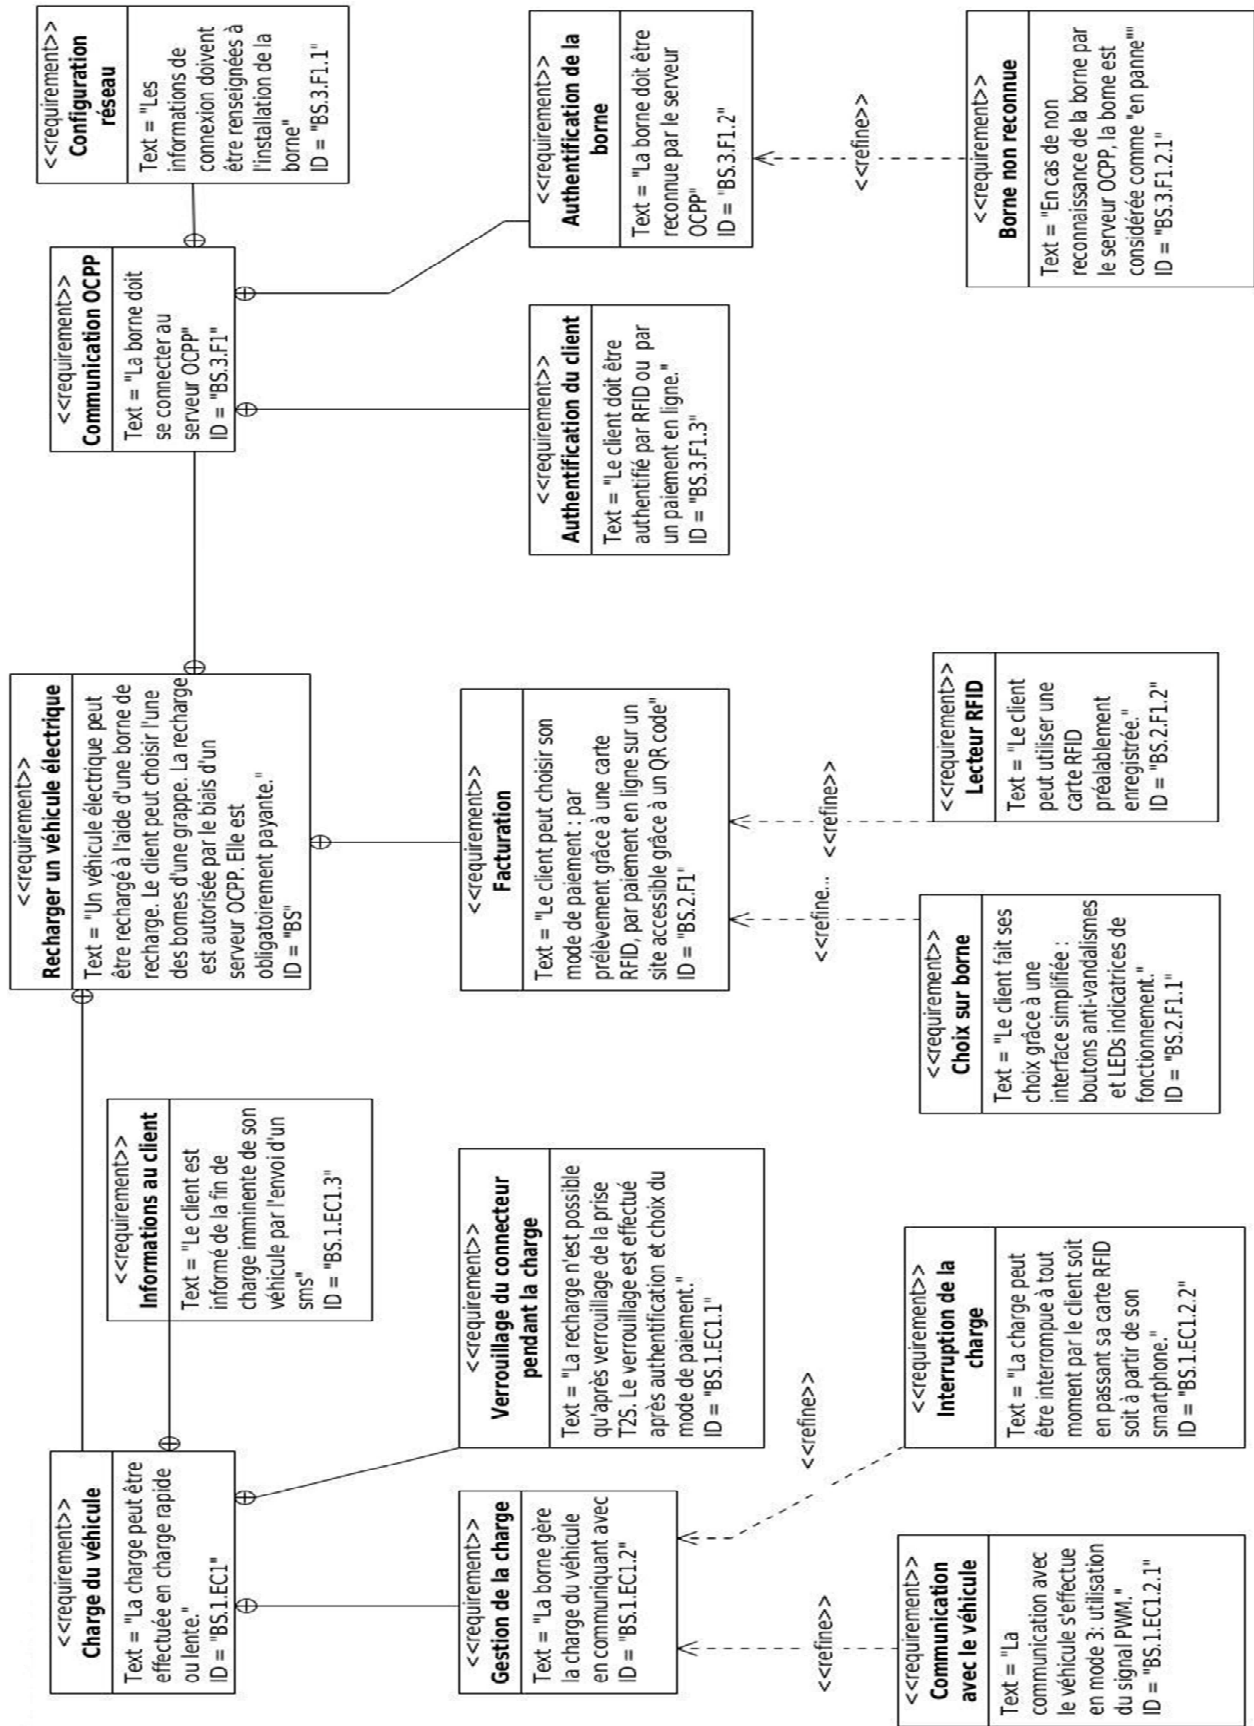 <<requirement>>
Recharger un véhicule électrique
Text = "Un véhicule électrique peut
être rechargé à l'aide d'une borne de
recharge. Le client peut choisir l'une
des bornes d'une grappe. La recharge
est autorisée par le biais d'un
serveur OCPP. Elle est
obligatoirement payante."
ID = "BS"
<<requirement>>
Charge du véhicule
Text = "La charge peut être
effectuée en charge rapide
ou lente."
ID = "BS.1.EC1"
<<requirement>>
Informations au client
Text = "Le client est
informé de la fin de
charge imminente de son
véhicule par l'envoi d'un
sms"
ID = "BS.1.EC1.3"
<<requirement>>
Communication OCPP
Text = "La borne doit
se connecter au
serveur OCPP"
ID = "BS.3.F1"
<<requirement>>
Configuration
réseau
Text = "Les
informations de
connexion doivent
être renseignées à
l'installation de la
borne"
ID = "BS.3.F1.1"
<<requirement>>
Gestion de la charge
Text = "La borne gère
la charge du véhicule
en communiquant avec
ID = "BS.1.EC1.2"
<<requirement>>
Verrouillage du connecteur
pendant la charge
Text = "La recharge n'est possible
qu'après verrouillage de la prise
T2S. Le verrouillage est effectué
après authentification et choix du
mode de paiement."
ID = "BS.1.EC1.1"
<<requirement>>
Facturation
Text = "Le client peut choisir son
mode de paiement : par
prélèvement grâce à une carte
RFID, par paiement en ligne sur un
site accessible grâce à un QR code"
ID = "BS.2.F1"
<<requirement>>
Authentification du client
Text = "Le client doit être
authentifié par RFID ou par
un paiement en ligne."
ID = "BS.3.F1.3"
<<requirement>>
Authentification de la
borne
Text = "La borne doit être
reconnue par le serveur
OCPP"
ID = "BS.3.F1.2"
<<refine>>
<<refine>>
<<refine...
<<refine>>
<<refine>>
<<requirement>>
Communication
avec le véhicule
Text = "La
communication avec
le véhicule s'effectue
en mode 3: utilisation
du signal PWM."
ID = "BS.1.EC1.2.1"
<<requirement>>
Interruption de la
charge
Text = "La charge peut
être interrompue à tout
moment par le client soit
en passant sa carte RFID
soit à partir de son
smartphone."
ID = "BS.1.EC1.2.2"
<<requirement>>
Choix sur borne
Text = "Le client fait ses
choix grâce à une
interface simplifiée :
boutons anti-vandalismes
et LEDs indicatrices de
fonctionnement."
ID = "BS.2.F1.1"
<<requirement>>
Lecteur RFID
Text = "Le client
peut utiliser une
carte RFID
préalablement
enregistrée."
ID = "BS.2.F1.2"
<<requirement>>
Borne non reconnue
Text = "En cas de non
reconnaissance de la borne par
le serveur OCPP, la borne est
considérée comme "en panne""
ID = "BS.3.F1.2.1"